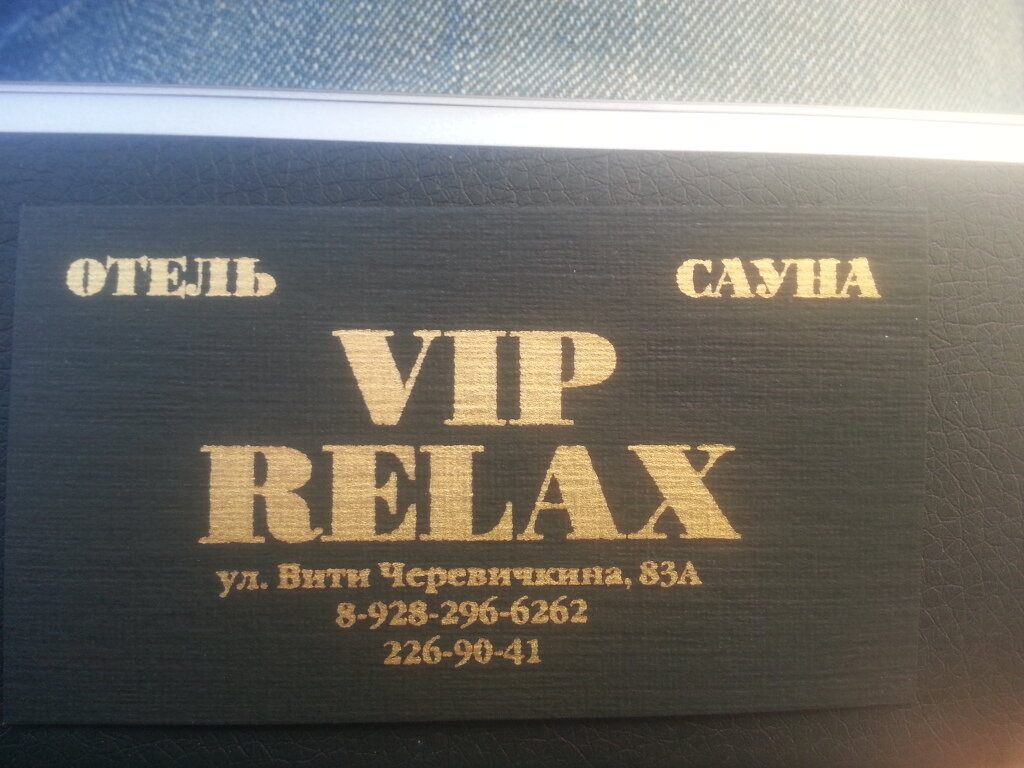 ОТЕЛЬ САУНА
VIP
RELAX
ул. Вити Черевичкина, 83А
8-928-296-6262
226-90-41